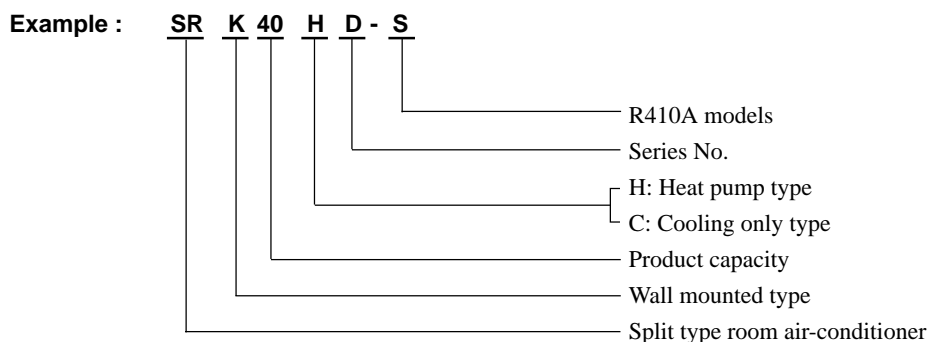 Example : SR K 40 H D - S
R410A models
Series No.
H: Heat pump type
C: Cooling only type
Product capacity
Wall mounted type
Split type room air-conditioner